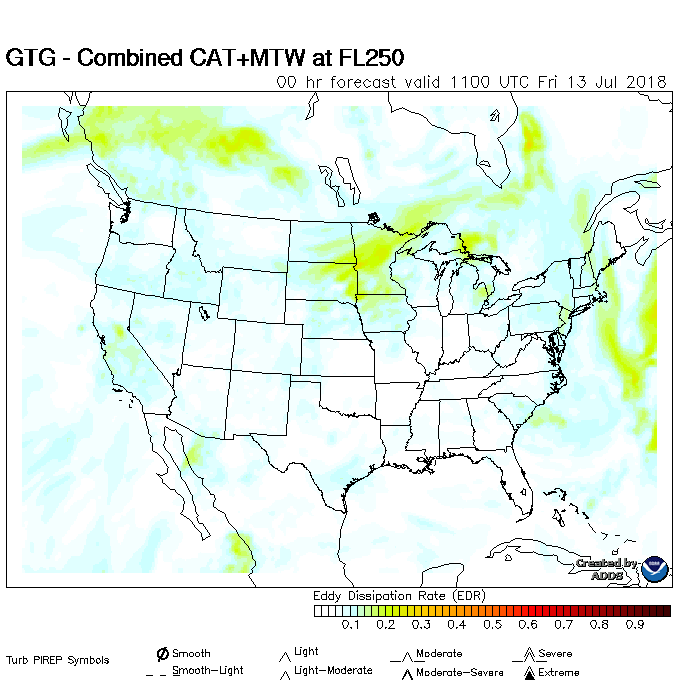 GTG - Combined CAT+MTW at FL250
00 hr forecast valid 1100 UTC Fri 13 Jul 2018
Created by
ADDS
Eddy Dissipation Rate (EDR)
0.1 0.2 0.3 0.4 0.5 0.6 0.7 0.8 0.9
Turb PIREP Symbols
Smooth Light Moderate Severe
Smooth-Light Light-Moderate Moderate-Severe Extreme